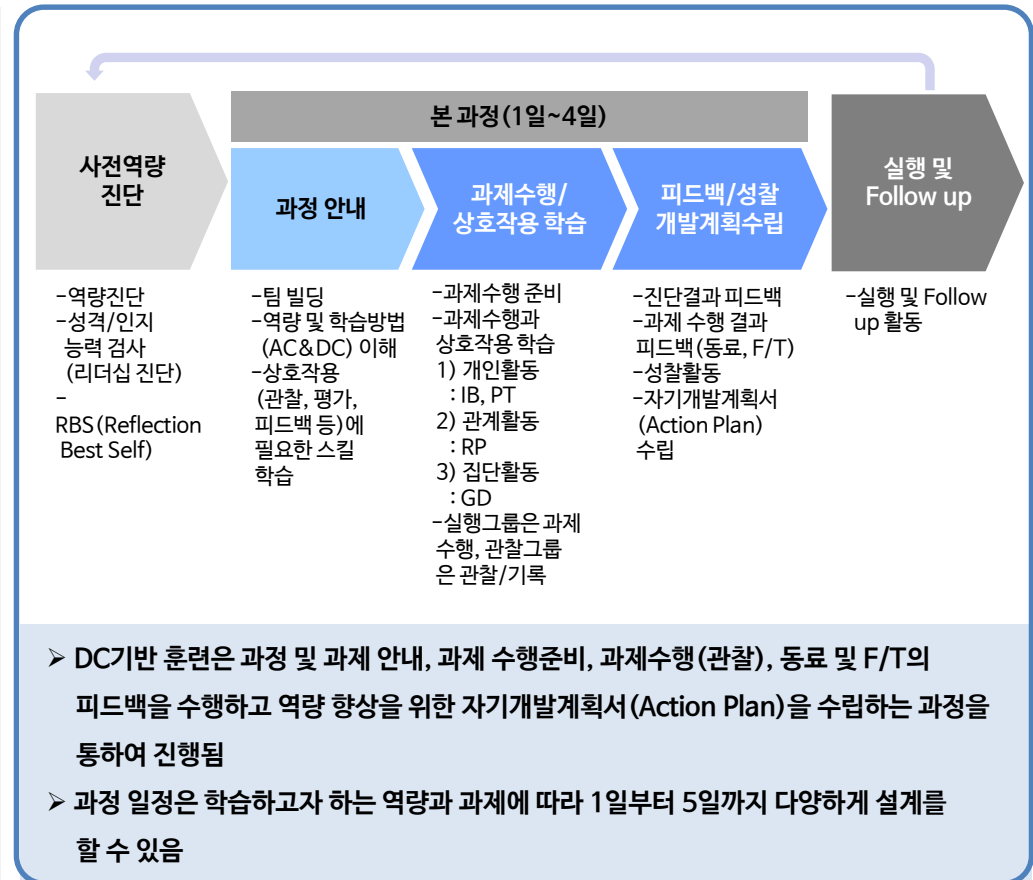 본 과정(1일~4일)
사전역량
진단
과정 안내
과제수행/
상호작용 학습
피드백/성찰
개발계획수립
실행 및
Follow up
-역량진단
-성격/인지
능력 검사
(리더십 진단)
-
RBS(Reflection
Best Self)
-팀 빌딩
-역량 및 학습방법
(AC&DC) 이해
-상호작용
(관찰, 평가,
피드백 등)에
필요한 스킬
학습
-과제수행 준비
-과제수행과
상호작용 학습
1) 개인활동
: IB, PT
2) 관계활동
: RP
3) 집단활동
: GD
-실행그룹은 과제
수행, 관찰그룹
은 관찰/기록
-진단결과 피드백
-과제 수행 결과
피드백(동료, F/T)
-성찰활동
-자기개발계획서
(Action Plan)
수립
-실행 및 Follow
up 활동
➢ DC기반 훈련은 과정 및 과제 안내, 과제 수행준비, 과제수행(관찰), 동료 및 F/T의
피드백을 수행하고 역량 향상을 위한 자기개발계획서(Action Plan)을 수립하는 과정을
통하여 진행됨
➢ 과정 일정은 학습하고자 하는 역량과 과제에 따라 1일부터 5일까지 다양하게 설계를
할 수 있음